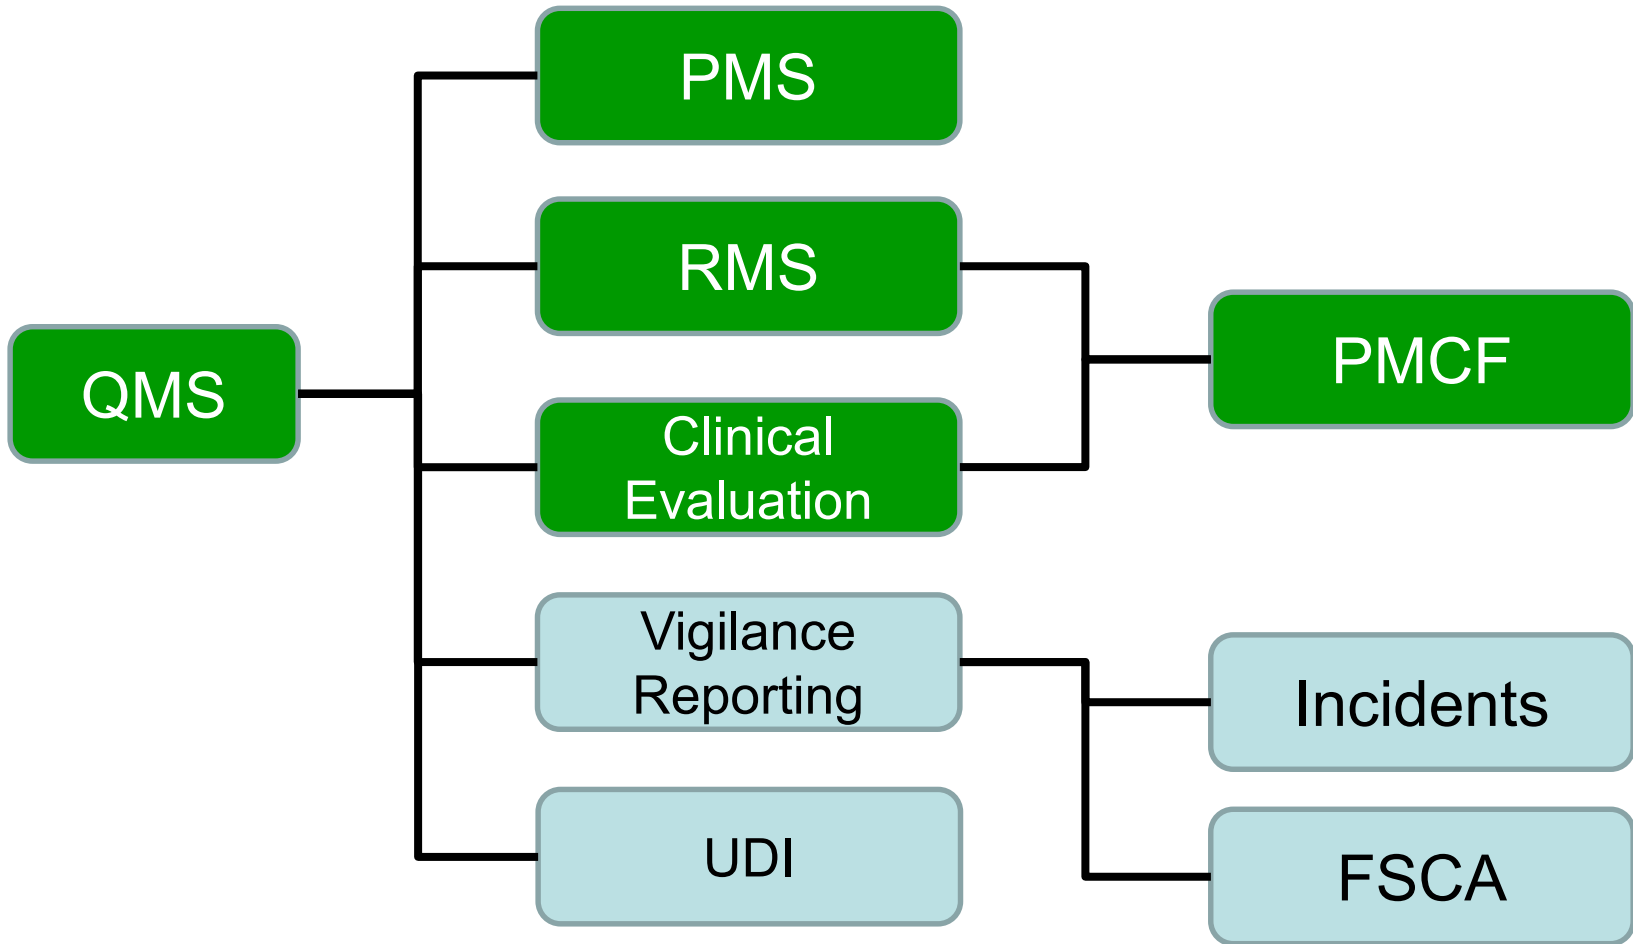 PMS
RMS
PMCF
QMS
Clinical
Evaluation
Vigilance
Reporting
Incidents
UDI
FSCA